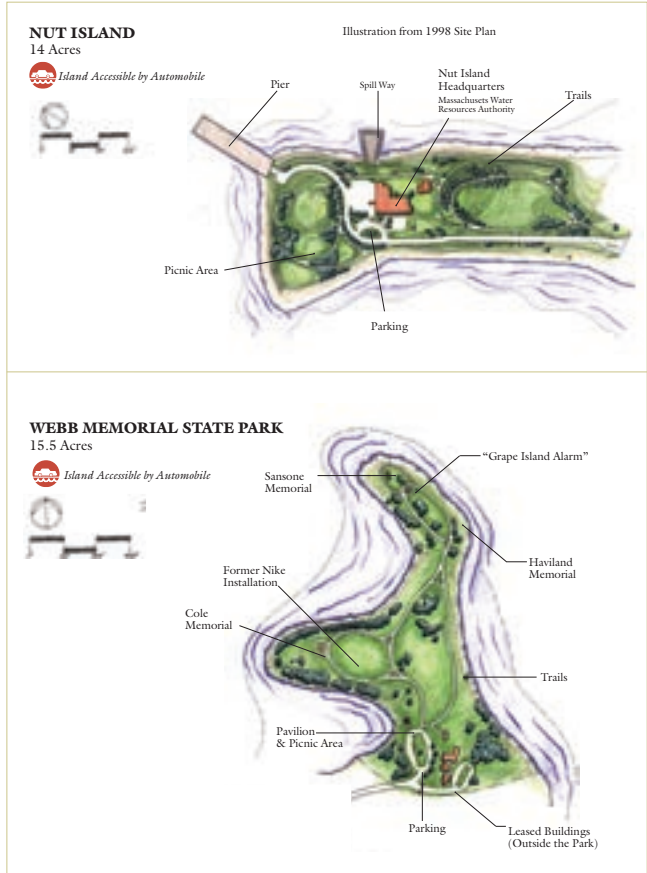 NUT ISLAND
14 Acres
Island Accessible by Automobile
Illustration from 1998 Site Plan
Pier
Spill Way
Nut Island
Headquarters
Massachusets Water
Resources Authority
Trails
Picnic Area
Parking
WEBB MEMORIAL STATE PARK
15.5 Acres
Island Accessible by Automobile
Sansone
Memorial
“Grape Island Alarm”
Haviland
Memorial
Former Nike
Installation
Cole
Memorial
Trails
Pavilion
& Picnic Area
Parking
Leased Buildings
(Outside the Park)